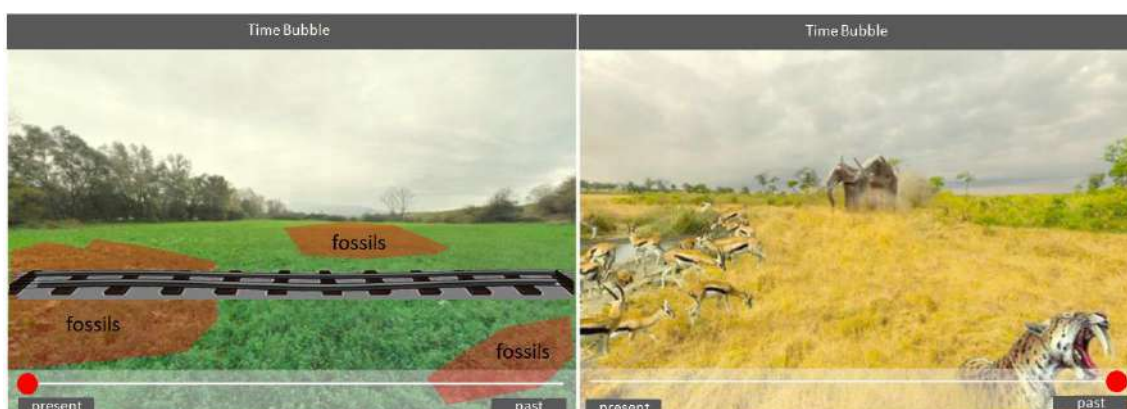 Time Bubble
fossils
fossils
fossils
present
past
Time Bubble
present
past